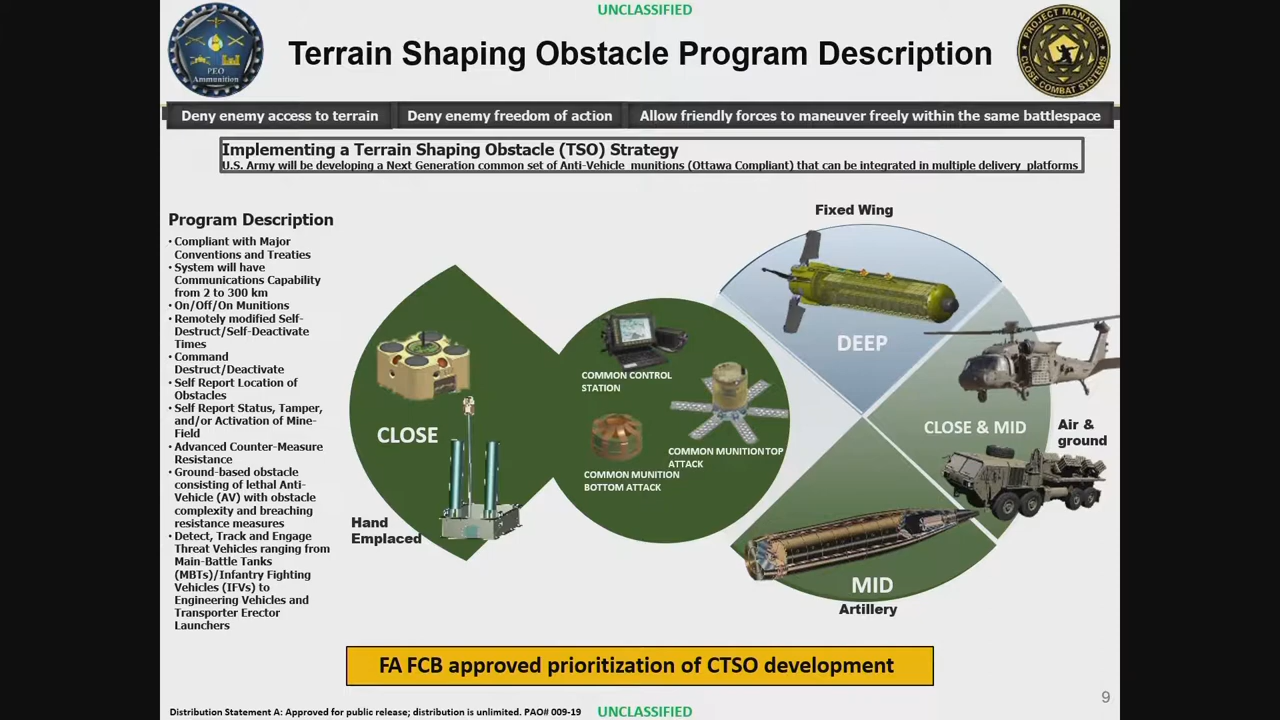 UNCLASSIFIED
PEO
Ammunition
Terrain Shaping Obstacle Program Description
PROJECT MANAGER
CLOSE COMBAT SYSTEMS
Deny enemy access to terrain
Deny enemy freedom of action
Allow friendly forces to maneuver freely within the same battlespace
Implementing a Terrain Shaping Obstacle (TSO) Strategy
U.S. Army will be developing a Next Generation common set of Anti-Vehicle munitions (Ottawa Compliant) that can be integrated in multiple delivery platforms
Program Description
• Compliant with Major
Conventions and Treaties
• System will have
Communications Capability
from 2 to 300 km
• On/Off/On Munitions
• Remotely modified Self-
Destruct/Self-Deactivate
Times
• Command
Destruct/Deactivate
• Self Report Location of
Obstacles
• Self Report Status, Tamper,
and/or Activation of Mine-
Field
• Advanced Counter-Measure
Resistance
• Ground-based obstacle
consisting of lethal Anti-
Vehicle (AV) with obstacle
complexity and breaching
resistance measures
• Detect, Track and Engage
Threat Vehicles ranging from
Main-Battle Tanks
(MBTs)/Infantry Fighting
Vehicles (IFVs) to
Engineering Vehicles and
Transporter Erector
Launchers
CLOSE
Hand
Emplaced
COMMON CONTROL
STATION
COMMON MUNITION TOP
ATTACK
COMMON MUNITION
BOTTOM ATTACK
Fixed Wing
DEEP
CLOSE & MID
Air &
ground
MID
Artillery
FA FCB approved prioritization of CTSO development
9
Distribution Statement A: Approved for public release; distribution is unlimited. PAO# 009-19
UNCLASSIFIED